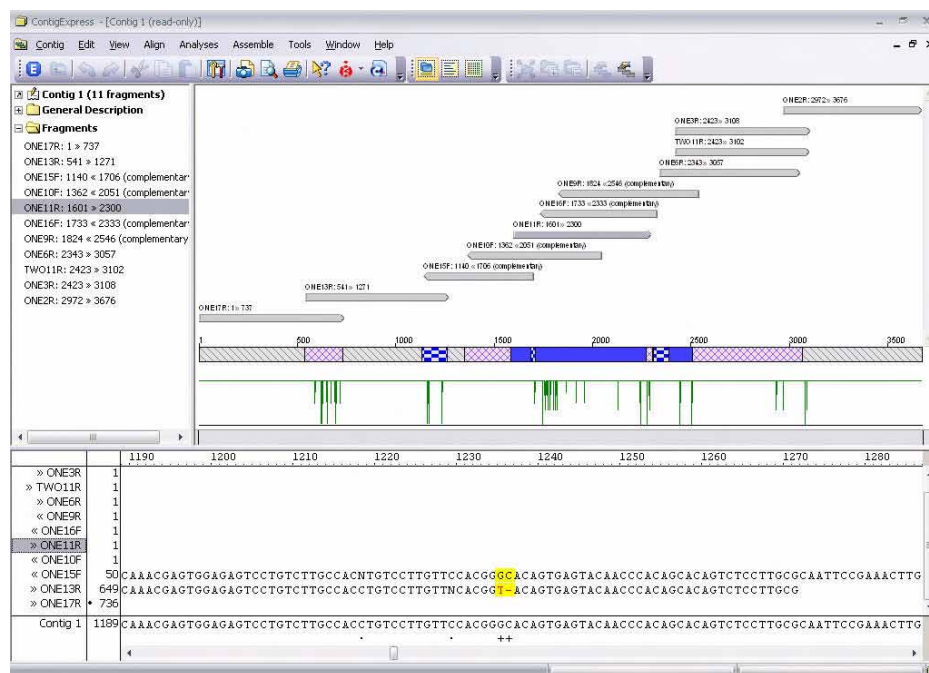 ContigExpress - [Contig 1 (read-only)]
Contig Edit View Align Analyses Assemble Tools Window Help
Contig 1 (11 fragments)
General Description
Fragments
ONE17R: 1 » 737
ONE13R: 541 » 1271
ONE15F: 1140 « 1706 (complementar
ONE10F: 1362 « 2051 (complementar
ONE11R: 1601 » 2300
ONE16F: 1733 « 2333 (complementar
ONE9R: 1824 « 2546 (complementary
ONE6R: 2343 » 3057
TWO11R: 2423 » 3102
ONE3R: 2423 » 3108
ONE2R: 2972 » 3676
ONE2R: 2972» 3676
ONE3R: 2423» 3108
TWO11R: 2423» 3102
ONE6R: 2343» 3057
ONE9R: 1824 «2546 (complementary)
ONE16F: 1733 «2333 (complementary)
ONE11R: 1601» 2300
ONE10F: 1362 «2051 (complementary)
ONE15F: 1140 «1706 (complementary)
ONE13R: 541» 1271
ONE17R: 1» 737
1 500 1000 1500 2000 2500 3000 3500
1190 1200 1210 1220 1230 1240 1250 1260 1270 1280
» ONE3R 1
» TWO11R 1
» ONE6R 1
« ONE9R 1
« ONE16F 1
» ONE11R 1
« ONE10F 1
« ONE15F 50 CAAACGAGTGGAGAGTCCTGTCTTGCCACNTGTCCTTGTTCCACGGGCACAGTGAGTACAACCCACAGCACAGTCTCCTTGCGCAATTCCGAAACTTG
» ONE13R 649 CAAACGAGTGGAGAGTCCTGTCTTGCCACCTGTCCTTGTTNCACGGT-ACAGTGAGTACAACCCACAGCACAGTCTCCTTGCG
» ONE17R • 736
Contig 1 1189 CAAACGAGTGGAGAGTCCTGTCTTGCCACCTGTCCTTGTTCCACGGGCACAGTGAGTACAACCCACAGCACAGTCTCCTTGCGCAATTCCGAAACTTG
. . ++